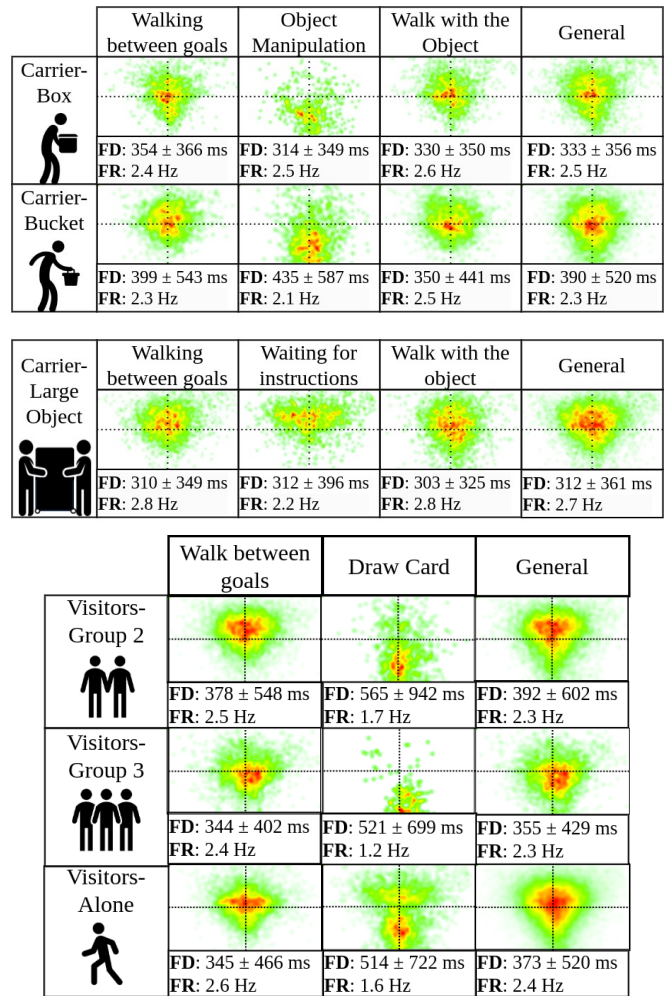 Walking between goals
Object Manipulation
Walk with the Object
General
Carrier-
Box
FD: 354 ± 366 ms
FR: 2.4 Hz
FD: 314 ± 349 ms
FR: 2.5 Hz
FD: 330 ± 350 ms
FR: 2.6 Hz
FD: 333 ± 356 ms
FR: 2.5 Hz
Carrier-
Bucket
FD: 399 ± 543 ms
FR: 2.3 Hz
FD: 435 ± 587 ms
FR: 2.1 Hz
FD: 350 ± 441 ms
FR: 2.5 Hz
FD: 390 ± 520 ms
FR: 2.3 Hz
Carrier-
Large
Object
Walking
between goals
Waiting for
instructions
Walk with the
object
General
FD: 310 ± 349 ms
FR: 2.8 Hz
FD: 312 ± 396 ms
FR: 2.2 Hz
FD: 303 ± 325 ms
FR: 2.8 Hz
FD: 312 ± 361 ms
FR: 2.7 Hz
Walk between
goals
Draw Card
General
Visitors-
Group 2
FD: 378 ± 548 ms
FR: 2.5 Hz
FD: 565 ± 942 ms
FR: 1.7 Hz
FD: 392 ± 602 ms
FR: 2.3 Hz
Visitors-
Group 3
FD: 344 ± 402 ms
FR: 2.4 Hz
FD: 521 ± 699 ms
FR: 1.2 Hz
FD: 355 ± 429 ms
FR: 2.3 Hz
Visitors-
Alone
FD: 345 ± 466 ms
FR: 2.6 Hz
FD: 514 ± 722 ms
FR: 1.6 Hz
FD: 373 ± 520 ms
FR: 2.4 Hz